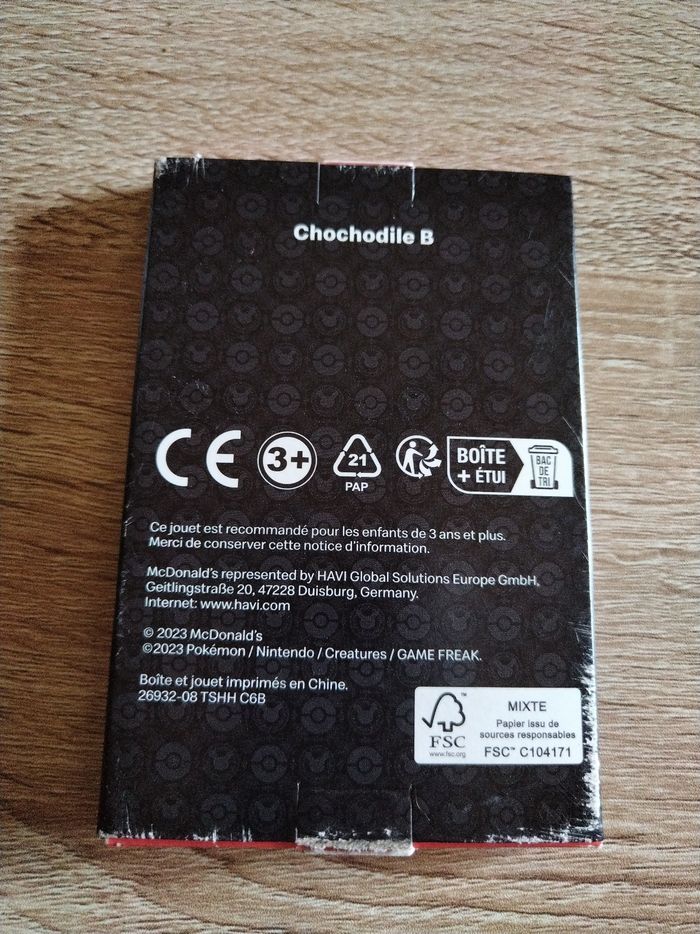 Chochodile B
CE
3+
21
PAP
BOÎTE
+ ÉTUI
BAC
DE
TRI
Ce jouet est recommandé pour les enfants de 3 ans et plus.
Merci de conserver cette notice d'information.
McDonald's represented by HAVI Global Solutions Europe GmbH,
Geitlingstraße 20, 47228 Duisburg, Germany.
Internet: www.havi.com
© 2023 McDonald's
©2023 Pokémon / Nintendo / Creatures / GAME FREAK.
Boîte et jouet imprimés en Chine.
26932-08 TSHH C6B
FSC
www.fsc.org
MIXTE
Papier issu de
sources responsables
FSC™ C104171